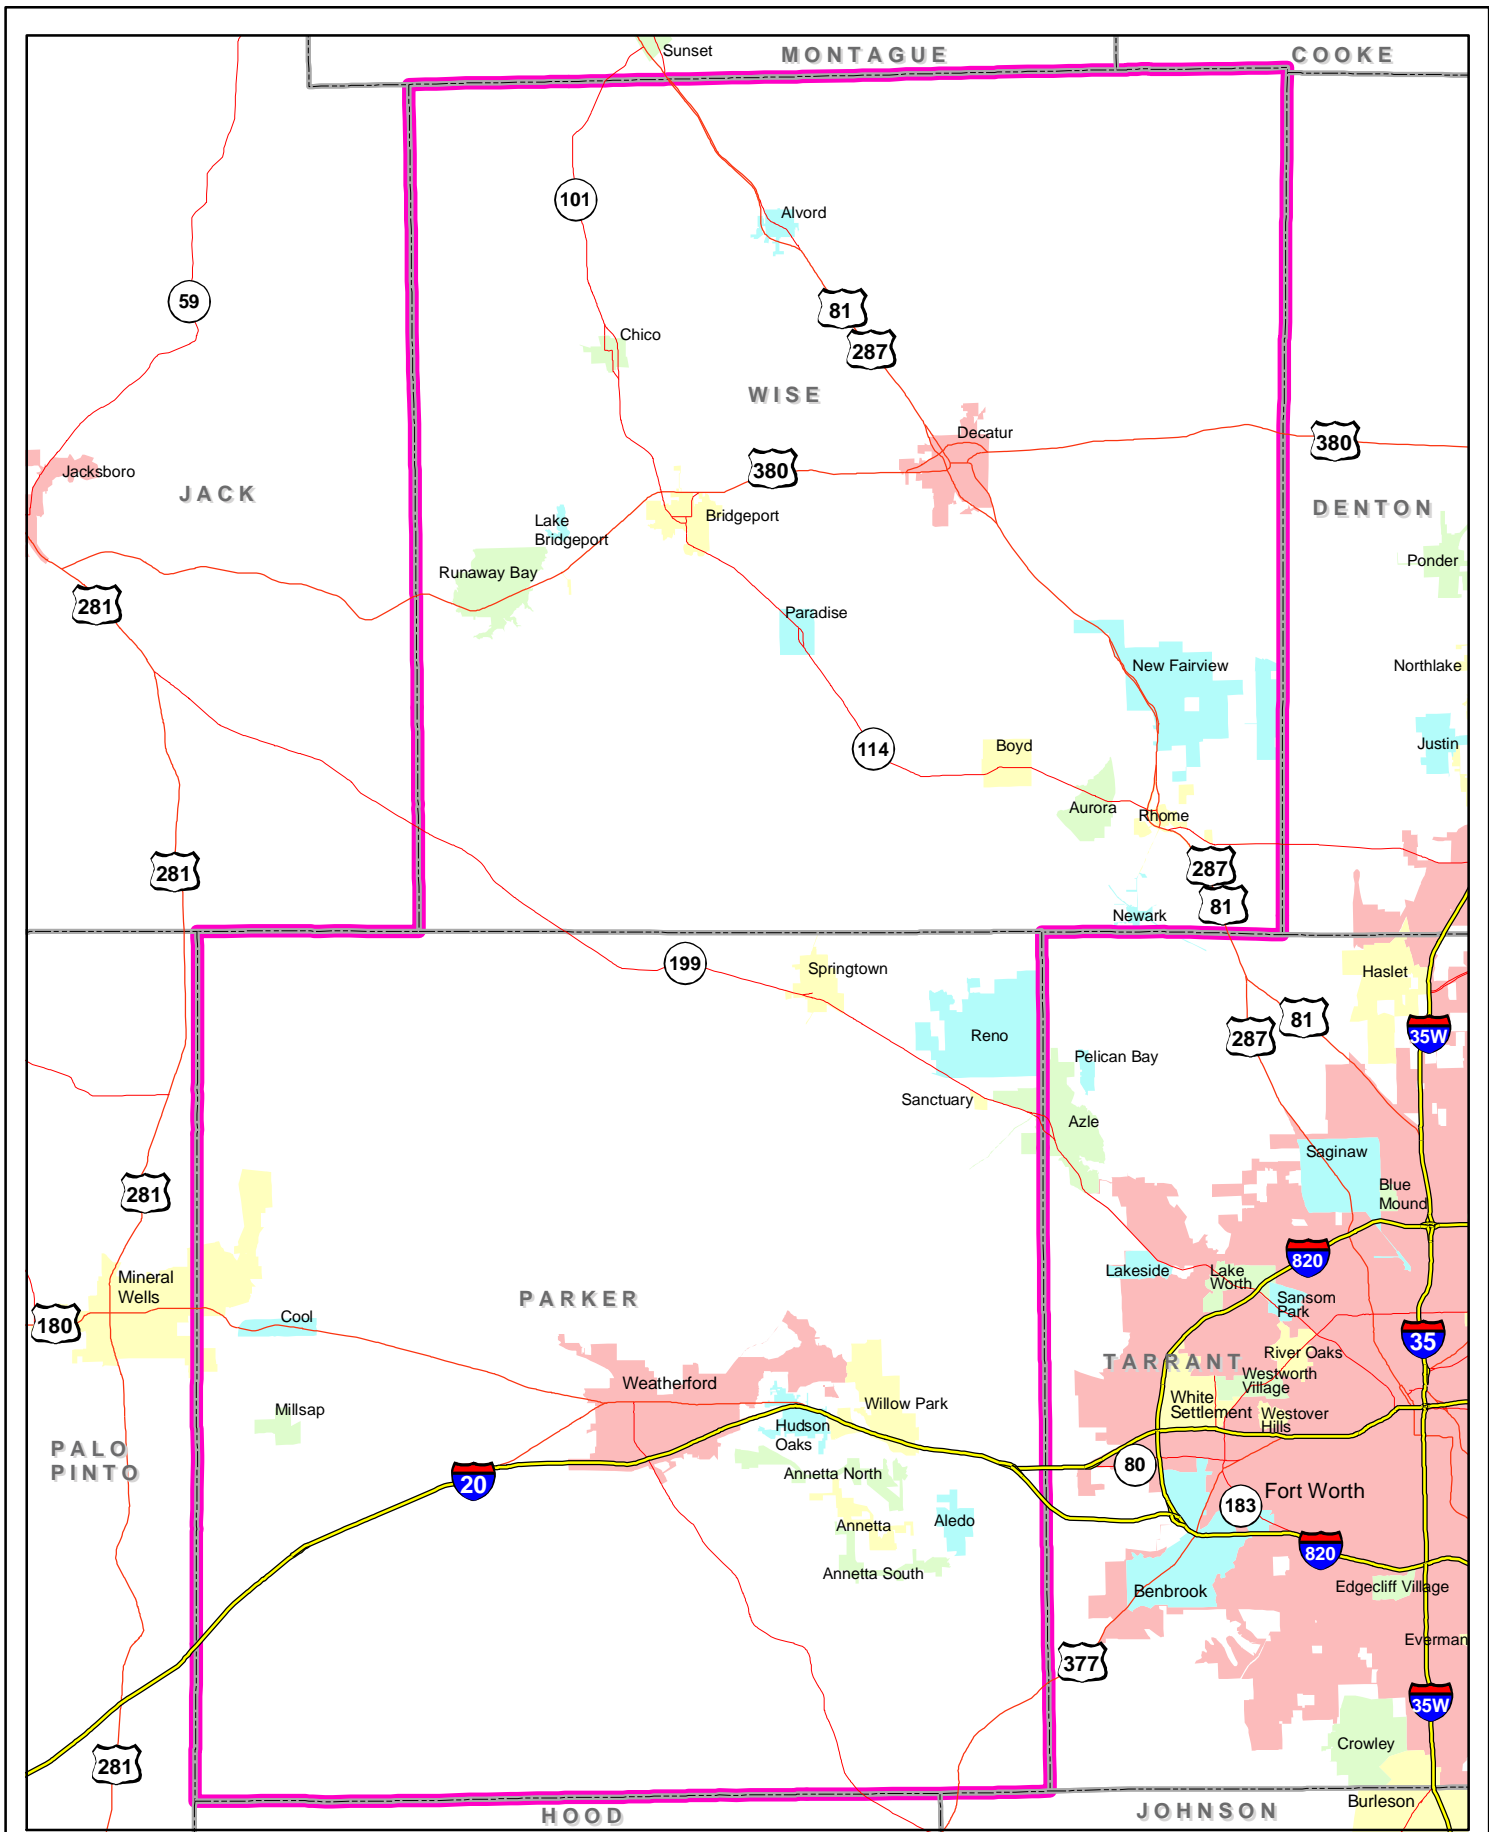 Sunset
MONTAGUE
COOKE
101
Alvord
59
81
287
Chico
WISE
Decatur
380
380
Jacksboro
JACK
Bridgeport
DENTON
Lake
Bridgeport
Runaway Bay
Ponder
281
Paradise
New Fairview
Northlake
114
Boyd
Justin
Aurora
Rhome
281
287
81
Newark
199
Springtown
Haslet
Reno
81
287
35W
Pelican Bay
Sanctuary
Azle
Saginaw
281
Blue
Mound
820
Lakeside
Lake
Worth
Mineral
Wells
Sansom
Park
180
Cool
PARKER
35
River Oaks
TARRANT
Weatherford
Westworth
Village
White
Settlement
Willow Park
Westover
Hills
Millsap
Hudson
Oaks
PALO
PINTO
80
20
Annetta North
Fort Worth
183
Annetta
Aledo
820
Annetta South
Benbrook
Edgecliff Village
Everman
377
35W
Crowley
281
Burleson
HOOD
JOHNSON